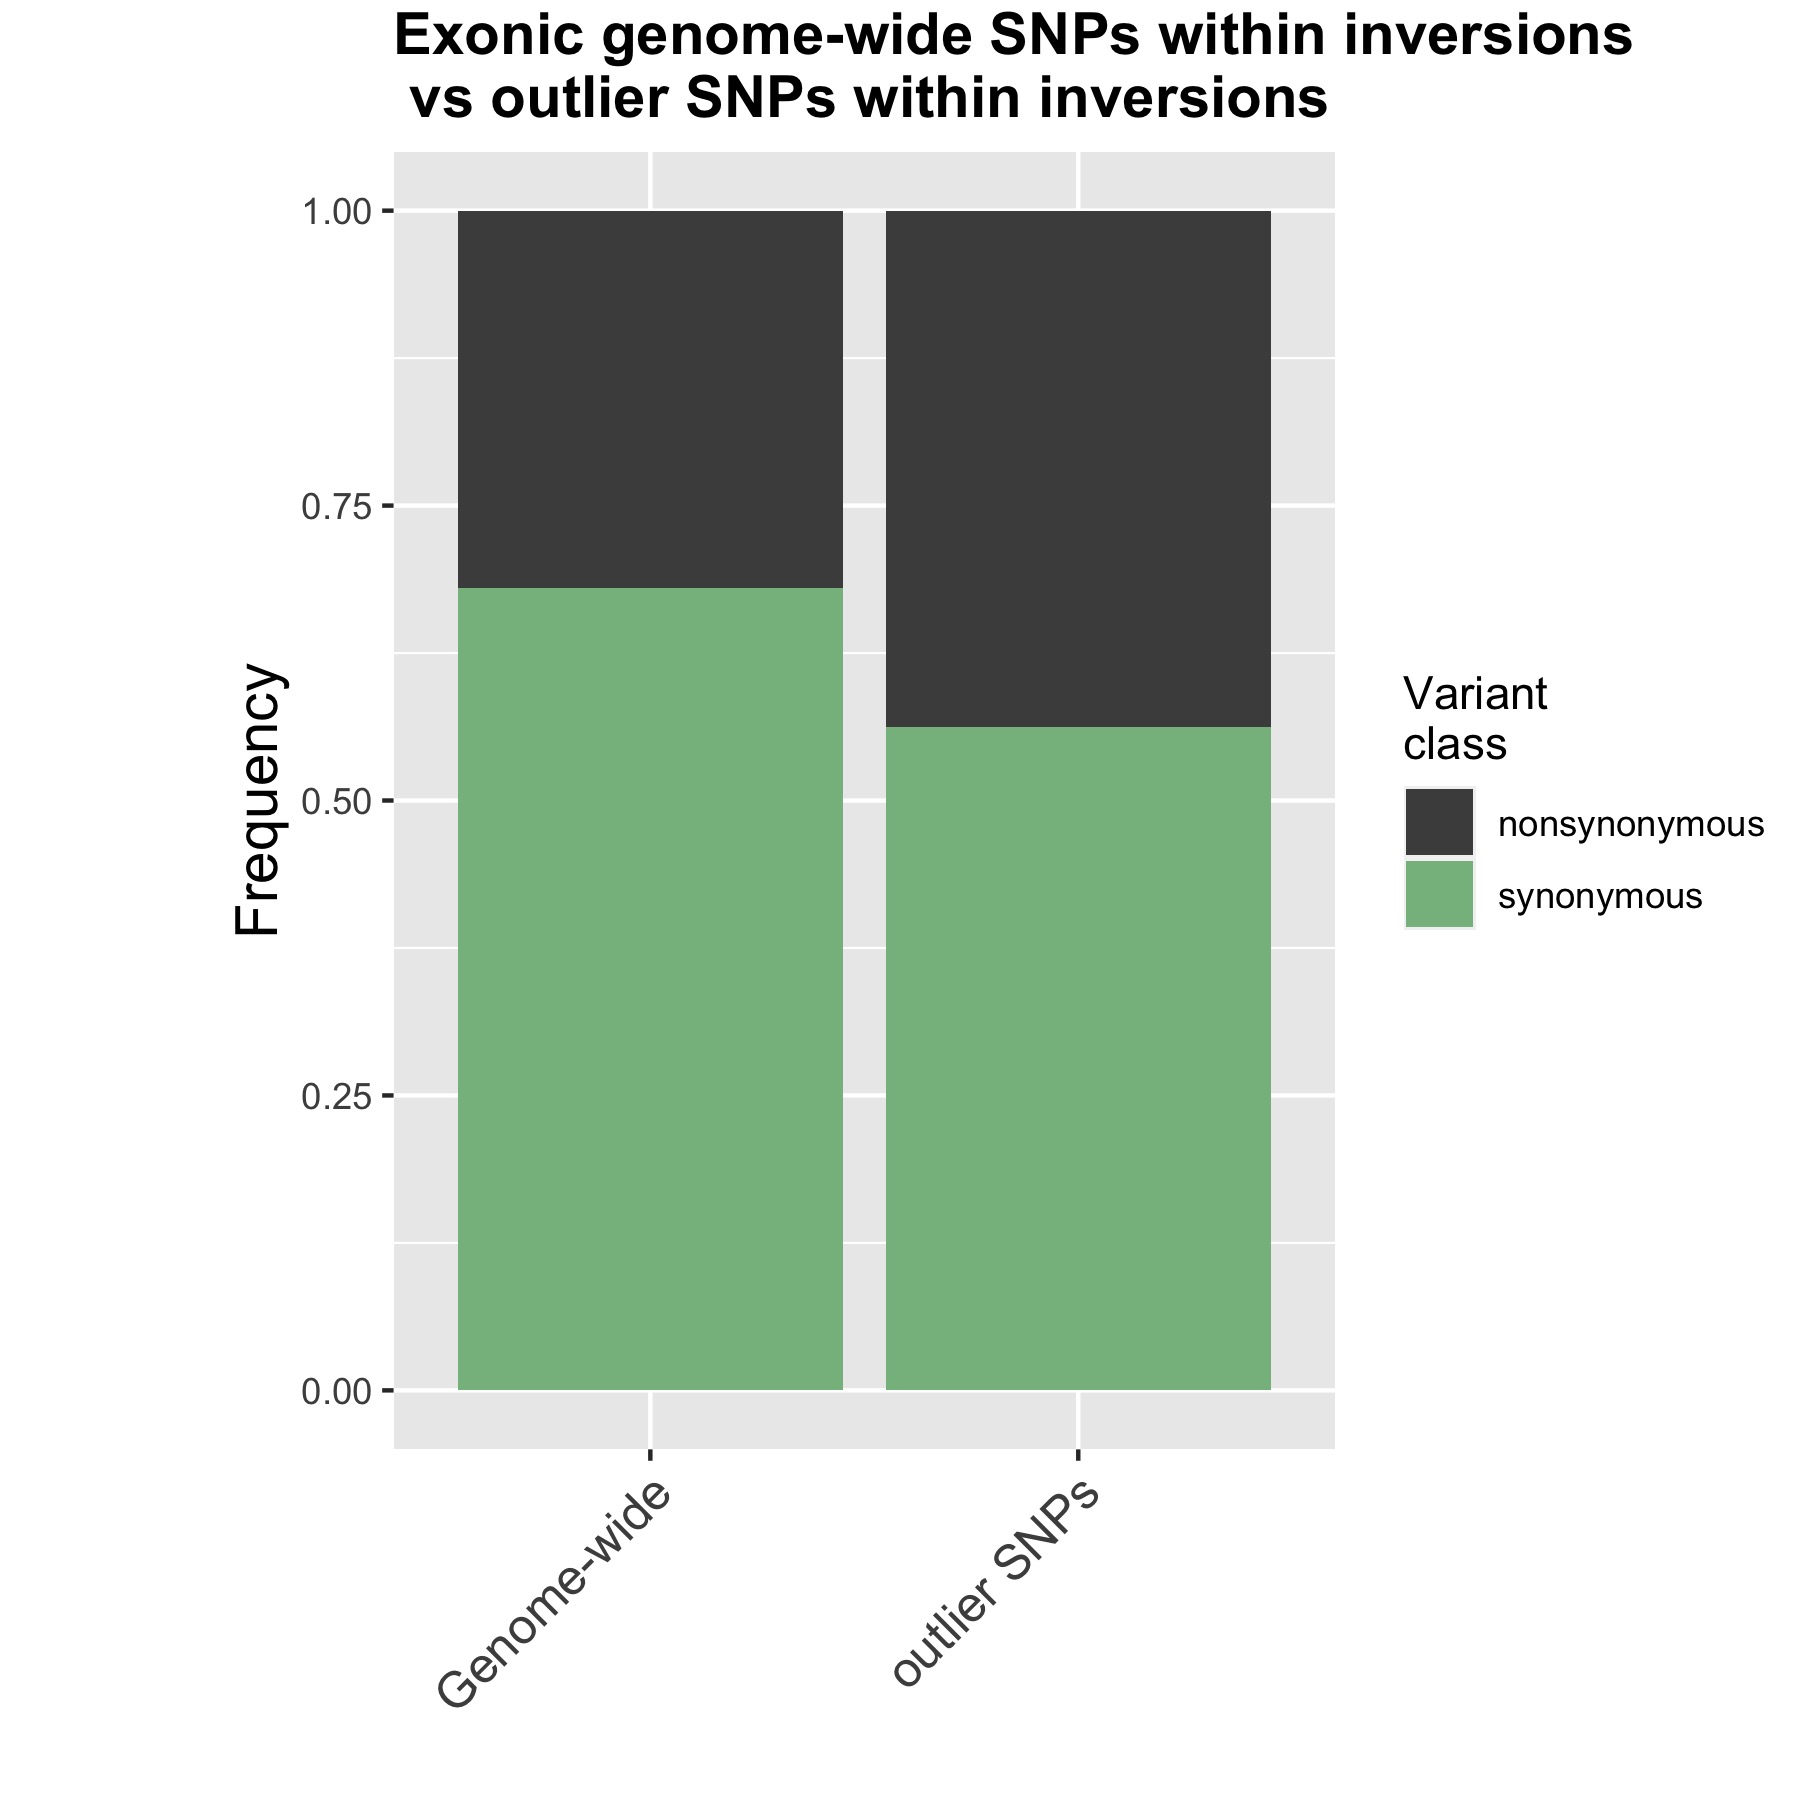 Exonic genome-wide SNPs within inversions
vs outlier SNPs within inversions
1.00
0.75
0.50
0.25
0.00
Frequency
Genome-wide
outlier SNPs
Variant
class
nonsynonymous
synonymous